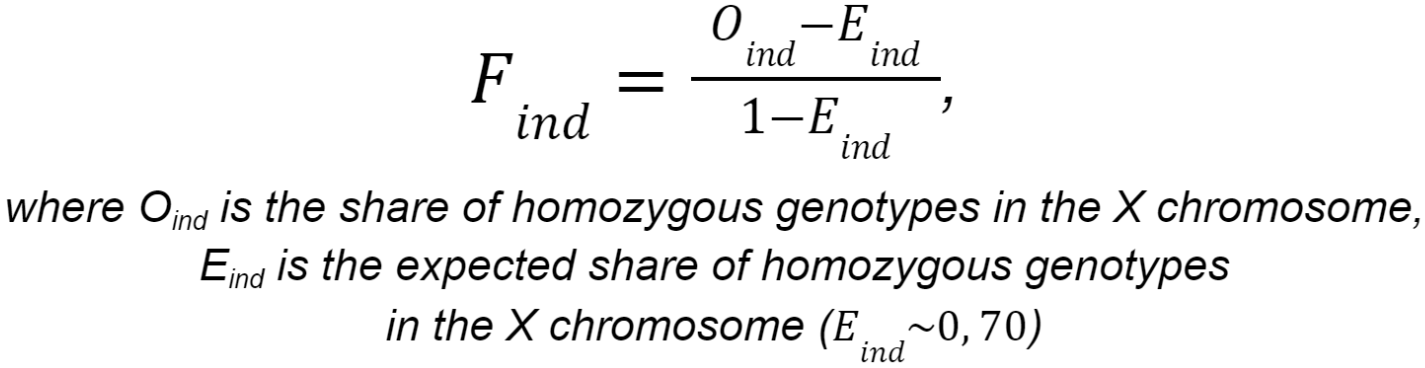 F_ind = (O_ind−E_ind)/(1−E_ind),
where O_ind is the share of homozygous genotypes in the X chromosome,
E_ind is the expected share of homozygous genotypes
in the X chromosome (E_ind~0, 70)